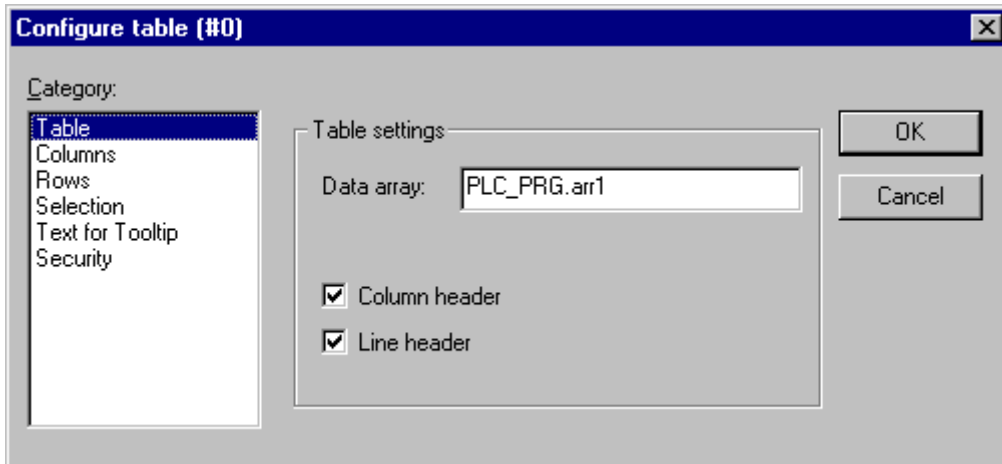 Configure table (#0)
Category:
Table
Columns
Rows
Selection
Text for Tooltip
Security
Table settings
Data array: PLC_PRG.arr1
Column header
Line header
OK
Cancel